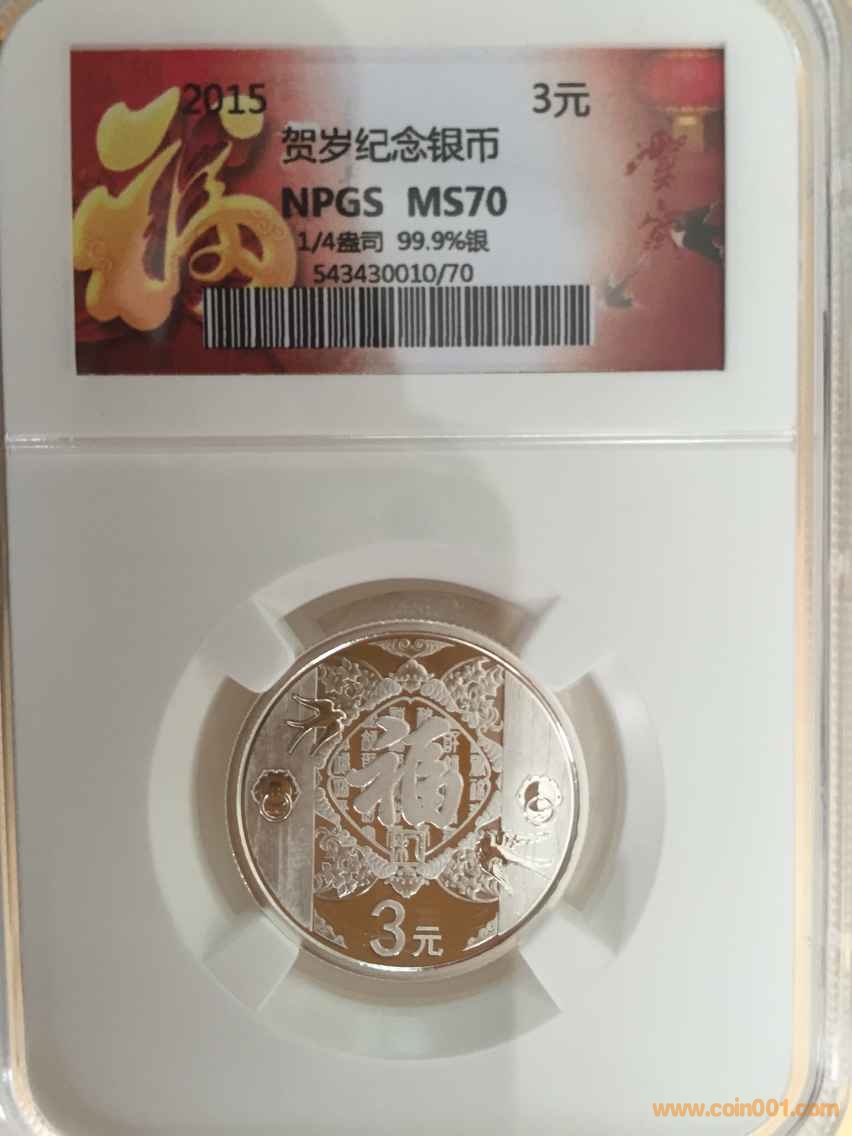 2015 3元
贺岁纪念银币
NPGS MS70
1/4盎司 99.9%银
543430010/70
福
福
3元
www.coin001.com